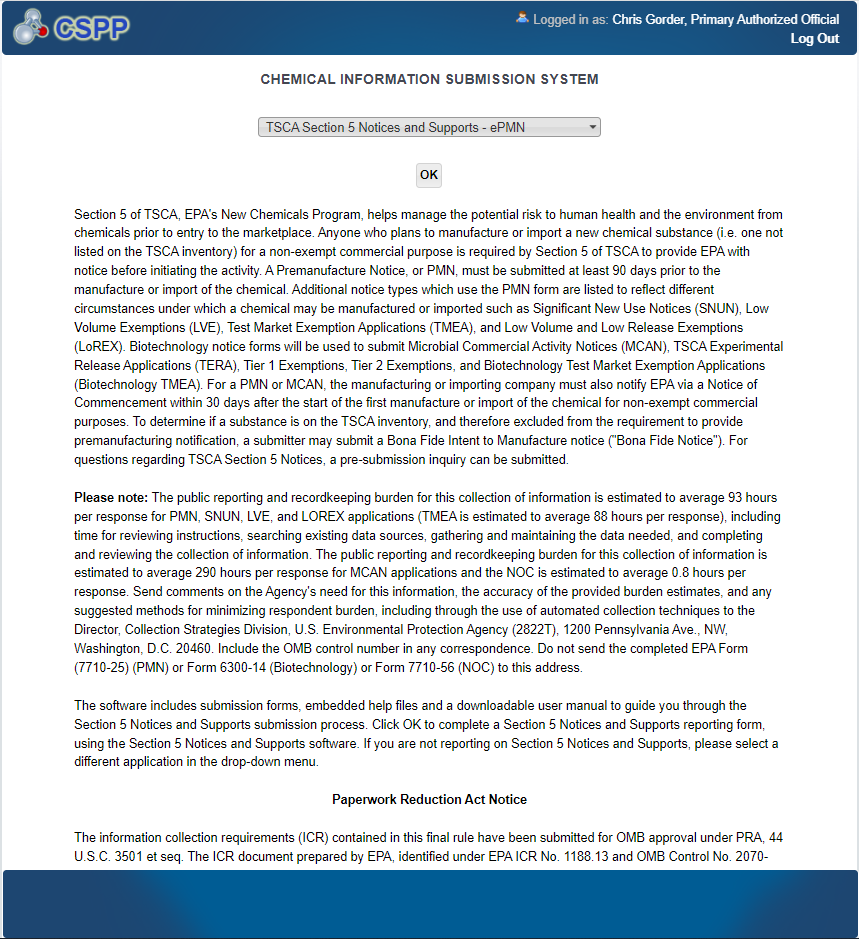 CSPP
Logged in as: Chris Gorder, Primary Authorized Official
Log Out
CHEMICAL INFORMATION SUBMISSION SYSTEM
TSCA Section 5 Notices and Supports - ePMN
OK
Section 5 of TSCA, EPA's New Chemicals Program, helps manage the potential risk to human health and the environment from
chemicals prior to entry to the marketplace. Anyone who plans to manufacture or import a new chemical substance (i.e. one not
listed on the TSCA inventory) for a non-exempt commercial purpose is required by Section 5 of TSCA to provide EPA with
notice before initiating the activity. A Premanufacture Notice, or PMN, must be submitted at least 90 days prior to the
manufacture or import of the chemical. Additional notice types which use the PMN form are listed to reflect different
circumstances under which a chemical may be manufactured or imported such as Significant New Use Notices (SNUN), Low
Volume Exemptions (LVE), Test Market Exemption Applications (TMEA), and Low Volume and Low Release Exemptions
(LoREX). Biotechnology notice forms will be used to submit Microbial Commercial Activity Notices (MCAN), TSCA Experimental
Release Applications (TERA), Tier 1 Exemptions, Tier 2 Exemptions, and Biotechnology Test Market Exemption Applications
(Biotechnology TMEA). For a PMN or MCAN, the manufacturing or importing company must also notify EPA via a Notice of
Commencement within 30 days after the start of the first manufacture or import of the chemical for non-exempt commercial
purposes. To determine if a substance is on the TSCA inventory, and therefore excluded from the requirement to provide
premanufacturing notification, a submitter may submit a Bona Fide Intent to Manufacture notice ("Bona Fide Notice"). For
questions regarding TSCA Section 5 Notices, a pre-submission inquiry can be submitted.
Please note: The public reporting and recordkeeping burden for this collection of information is estimated to average 93 hours
per response for PMN, SNUN, LVE, and LOREX applications (TMEA is estimated to average 88 hours per response), including
time for reviewing instructions, searching existing data sources, gathering and maintaining the data needed, and completing
and reviewing the collection of information. The public reporting and recordkeeping burden for this collection of information is
estimated to average 290 hours per response for MCAN applications and the NOC is estimated to average 0.8 hours per
response. Send comments on the Agency's need for this information, the accuracy of the provided burden estimates, and any
suggested methods for minimizing respondent burden, including through the use of automated collection techniques to the
Director, Collection Strategies Division, U.S. Environmental Protection Agency (2822T), 1200 Pennsylvania Ave., NW,
Washington, D.C. 20460. Include the OMB control number in any correspondence. Do not send the completed EPA Form
(7710-25) (PMN) or Form 6300-14 (Biotechnology) or Form 7710-56 (NOC) to this address.
The software includes submission forms, embedded help files and a downloadable user manual to guide you through the
Section 5 Notices and Supports submission process. Click OK to complete a Section 5 Notices and Supports reporting form,
using the Section 5 Notices and Supports software. If you are not reporting on Section 5 Notices and Supports, please select a
different application in the drop-down menu.
Paperwork Reduction Act Notice
The information collection requirements (ICR) contained in this final rule have been submitted for OMB approval under PRA, 44
U.S.C. 3501 et seq. The ICR document prepared by EPA, identified under EPA ICR No. 1188.13 and OMB Control No. 2070-